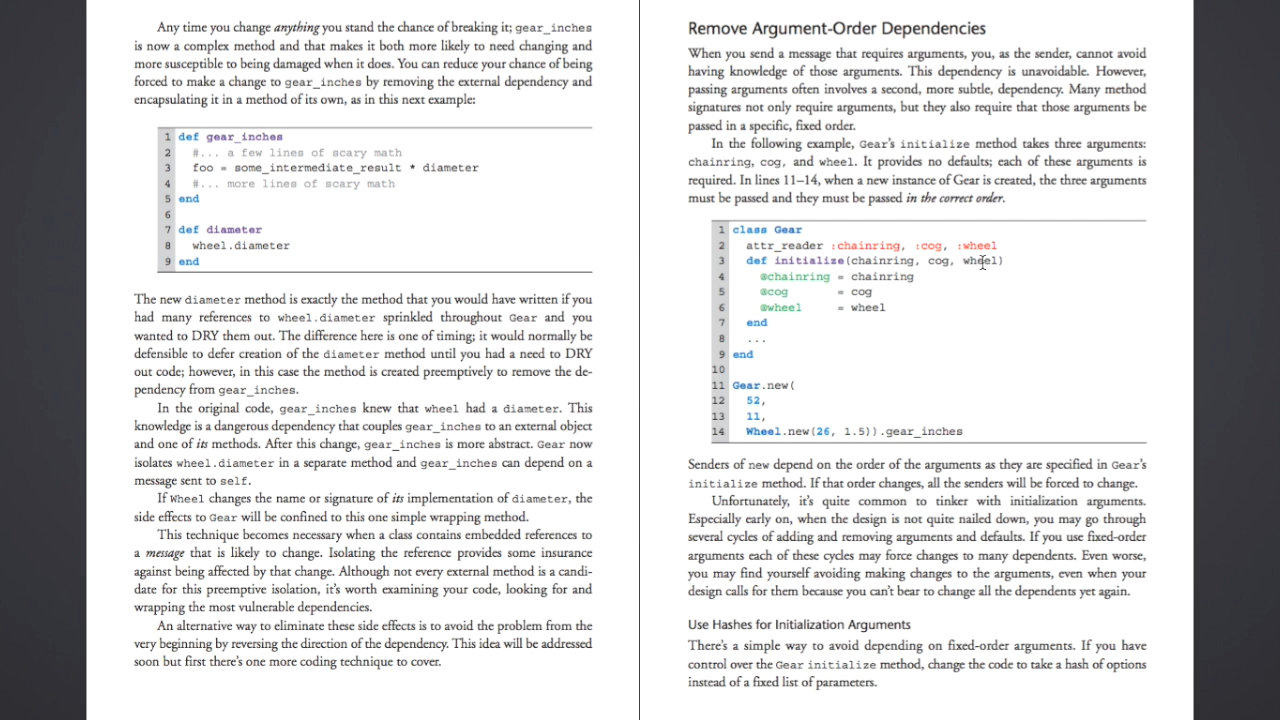 Any time you change anything you stand the chance of breaking it; gear_inches
is now a complex method and that makes it both more likely to need changing and
more susceptible to being damaged when it does. You can reduce your chance of being
forced to make a change to gear_inches by removing the external dependency and
encapsulating it in a method of its own, as in this next example:
1 def gear_inches
2 #... a few lines of scary math
3 foo = some_intermediate_result * diameter
4 #... more lines of scary math
5 end
6
7 def diameter
8 wheel.diameter
9 end
The new diameter method is exactly the method that you would have written if you
had many references to wheel.diameter sprinkled throughout Gear and you
wanted to DRY them out. The difference here is one of timing; it would normally be
defensible to defer creation of the diameter method until you had a need to DRY
out code; however, in this case the method is created preemptively to remove the de-
pendency from gear_inches.
In the original code, gear_inches knew that wheel had a diameter. This
knowledge is a dangerous dependency that couples gear_inches to an external object
and one of its methods. After this change, gear_inches is more abstract. Gear now
isolates wheel.diameter in a separate method and gear_inches can depend on a
message sent to self.
If Wheel changes the name or signature of its implementation of diameter, the
side effects to Gear will be confined to this one simple wrapping method.
This technique becomes necessary when a class contains embedded references to
a message that is likely to change. Isolating the reference provides some insurance
against being affected by that change. Although not every external method is a candi-
date for this preemptive isolation, it's worth examining your code, looking for and
wrapping the most vulnerable dependencies.
An alternative way to eliminate these side effects is to avoid the problem from the
very beginning by reversing the direction of the dependency. This idea will be addressed
soon but first there's one more coding technique to cover.
Remove Argument-Order Dependencies
When you send a message that requires arguments, you, as the sender, cannot avoid
having knowledge of those arguments. This dependency is unavoidable. However,
passing arguments often involves a second, more subtle, dependency. Many method
signatures not only require arguments, but they also require that those arguments be
passed in a specific, fixed order.
In the following example, Gear's initialize method takes three arguments:
chainring, cog, and wheel. It provides no defaults; each of these arguments is
required. In lines 11–14, when a new instance of Gear is created, the three arguments
must be passed and they must be passed in the correct order.
1 class Gear
2 attr_reader :chainring, :cog, :wheel
3 def initialize(chainring, cog, wheel)
4 @chainring = chainring
5 @cog = cog
6 @wheel = wheel
7 end
8 ...
9 end
10
11 Gear.new(
12 52,
13 11,
14 Wheel.new(26, 1.5)).gear_inches
Senders of new depend on the order of the arguments as they are specified in Gear's
initialize method. If that order changes, all the senders will be forced to change.
Unfortunately, it's quite common to tinker with initialization arguments.
Especially early on, when the design is not quite nailed down, you may go through
several cycles of adding and removing arguments and defaults. If you use fixed-order
arguments each of these cycles may force changes to many dependents. Even worse,
you may find yourself avoiding making changes to the arguments, even when your
design calls for them because you can't bear to change all the dependents yet again.
Use Hashes for Initialization Arguments
There's a simple way to avoid depending on fixed-order arguments. If you have
control over the Gear initialize method, change the code to take a hash of options
instead of a fixed list of parameters.